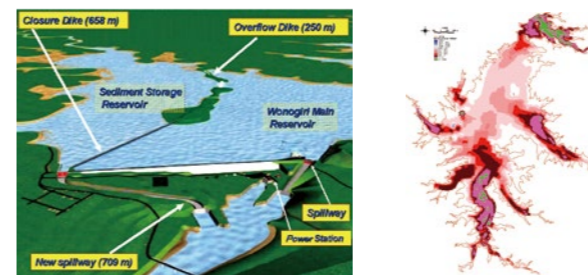 Closure Dike (658 m)
Overflow Dike (250 m)
Sediment Storage
Reservoir
Wonogiri Main
Reservoir
Spillway
Power Station
New spillway (709 m)